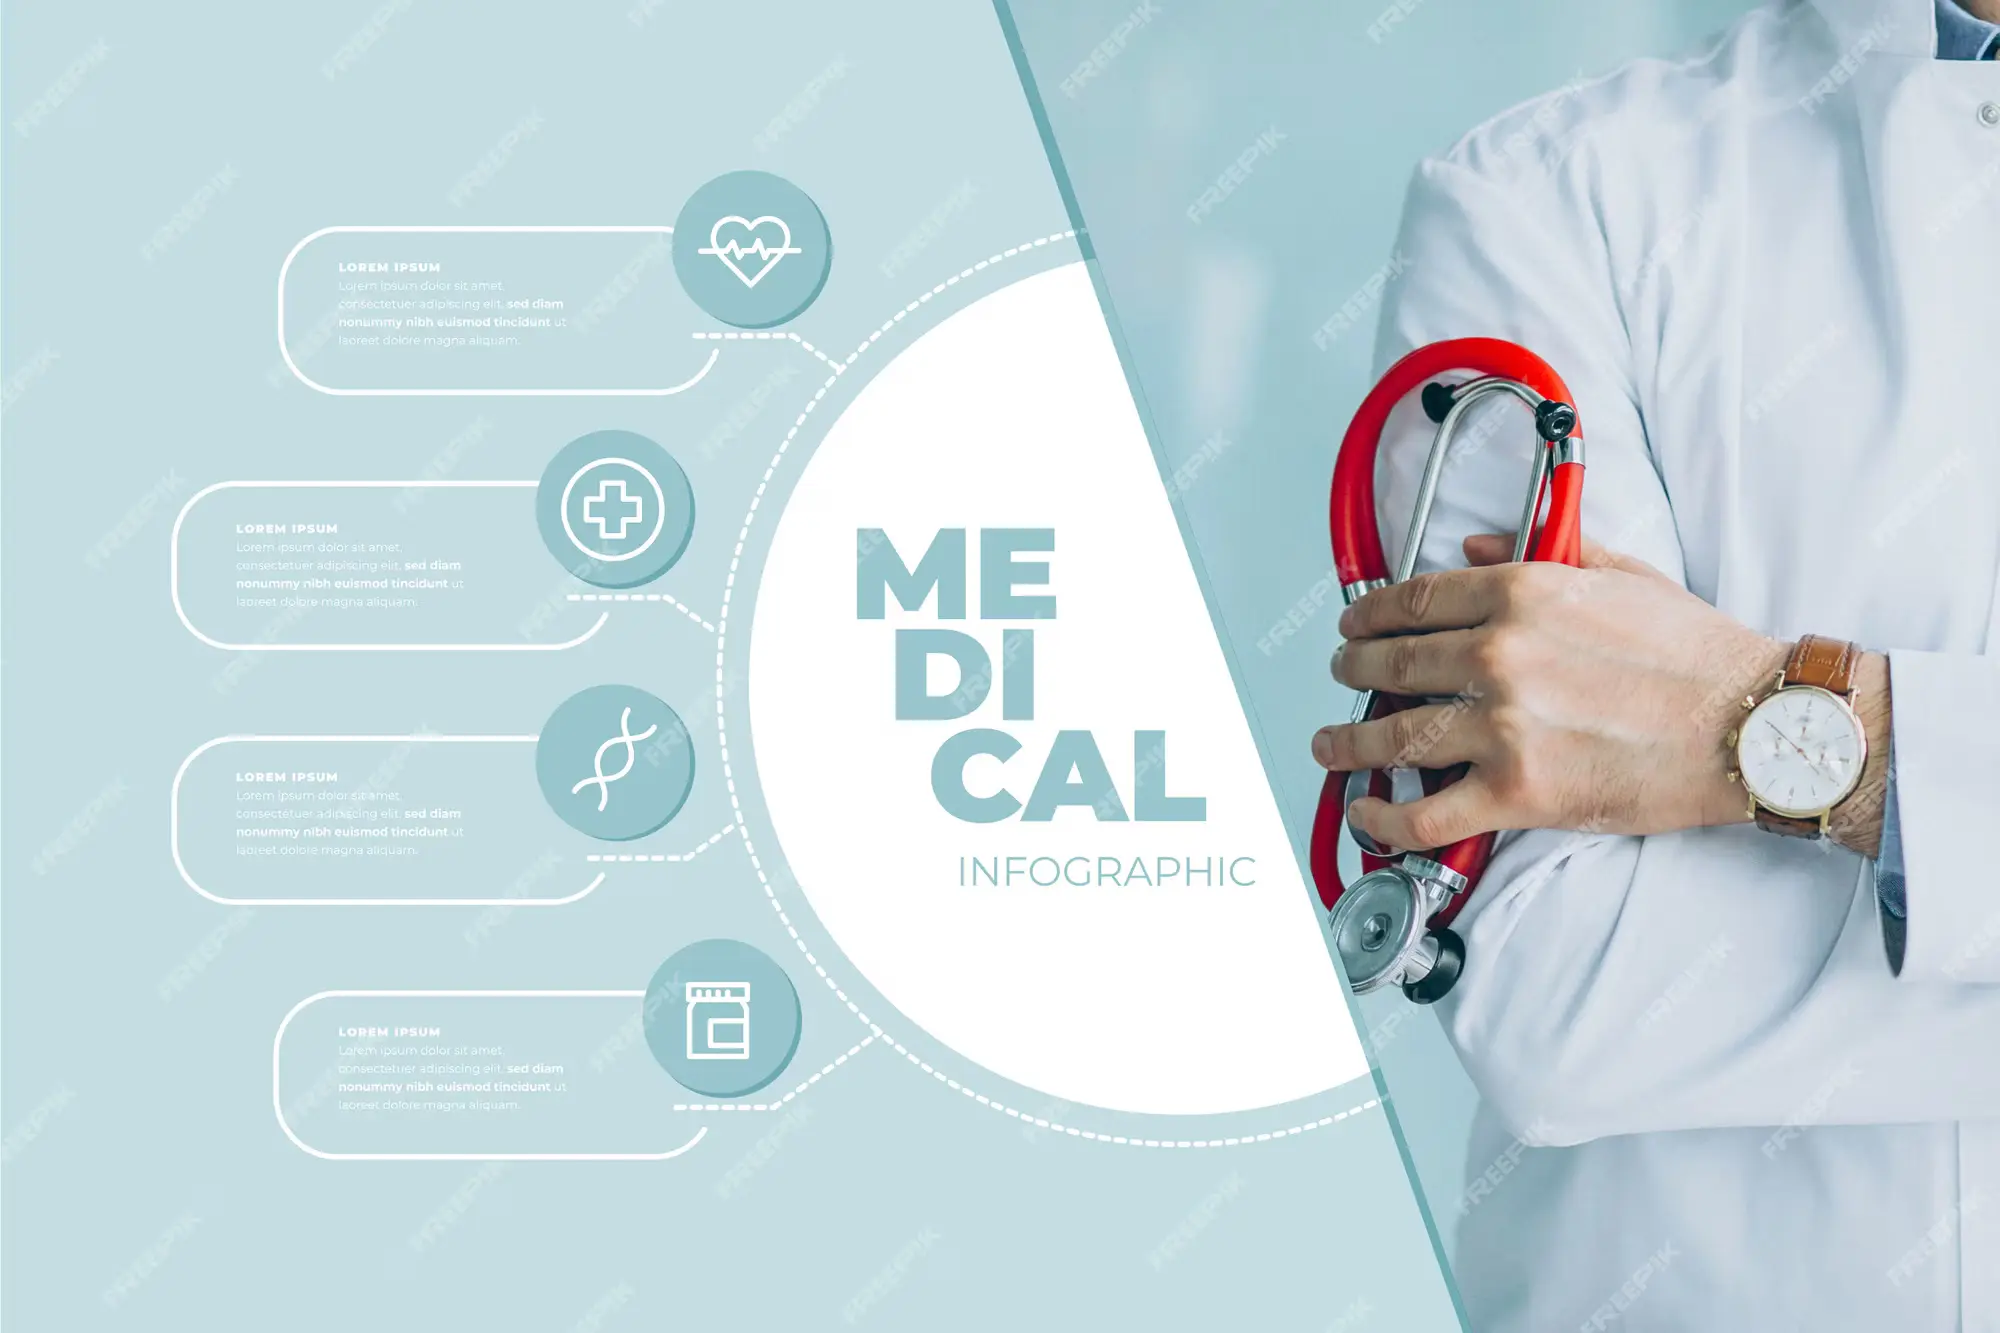 LOREM IPSUM
Lorem ipsum dolor sit amet,
consectetuer adipiscing elit, sed diam
nonummy nibh euismod tincidunt ut
laoreet dolore magna aliquam.
LOREM IPSUM
Lorem ipsum dolor sit amet,
consectetuer adipiscing elit, sed diam
nonummy nibh euismod tincidunt ut
laoreet dolore magna aliquam.
LOREM IPSUM
Lorem ipsum dolor sit amet,
consectetuer adipiscing elit, sed diam
nonummy nibh euismod tincidunt ut
laoreet dolore magna aliquam.
LOREM IPSUM
Lorem ipsum dolor sit amet,
consectetuer adipiscing elit, sed diam
nonummy nibh euismod tincidunt ut
laoreet dolore magna aliquam.
ME
DI
CAL
INFOGRAPHIC
FREEPIK